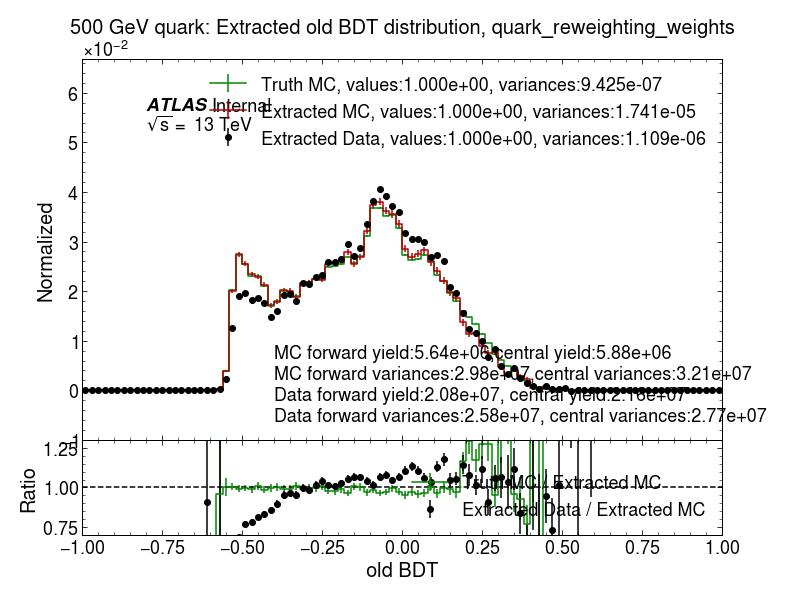 500 GeV quark: Extracted old BDT distribution, quark_reweighting_weights
×10⁻²
Truth MC, values:1.000e+00, variances:9.425e-07
ATLAS Internal
Extracted MC, values:1.000e+00, variances:1.741e-05
√s = 13 TeV
Extracted Data, values:1.000e+00, variances:1.109e-06
6
5
4
3
2
1
0
−1
Normalized
MC forward yield:5.64e+06, central yield:5.88e+06
MC forward variances:2.98e+07, central variances:3.21e+07
Data forward yield:2.08e+07, central yield:2.16e+07
Data forward variances:2.58e+07, central variances:2.77e+07
1.25
1.00
0.75
Ratio
Truth MC / Extracted MC
Extracted Data / Extracted MC
−1.00 −0.75 −0.50 −0.25 0.00 0.25 0.50 0.75 1.00
old BDT